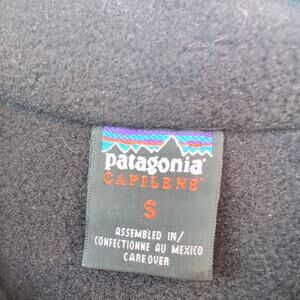 patagonia®
CAPILENE®
S
ASSEMBLED IN/
CONFECTIONNE AU MEXICO
CARE OVER